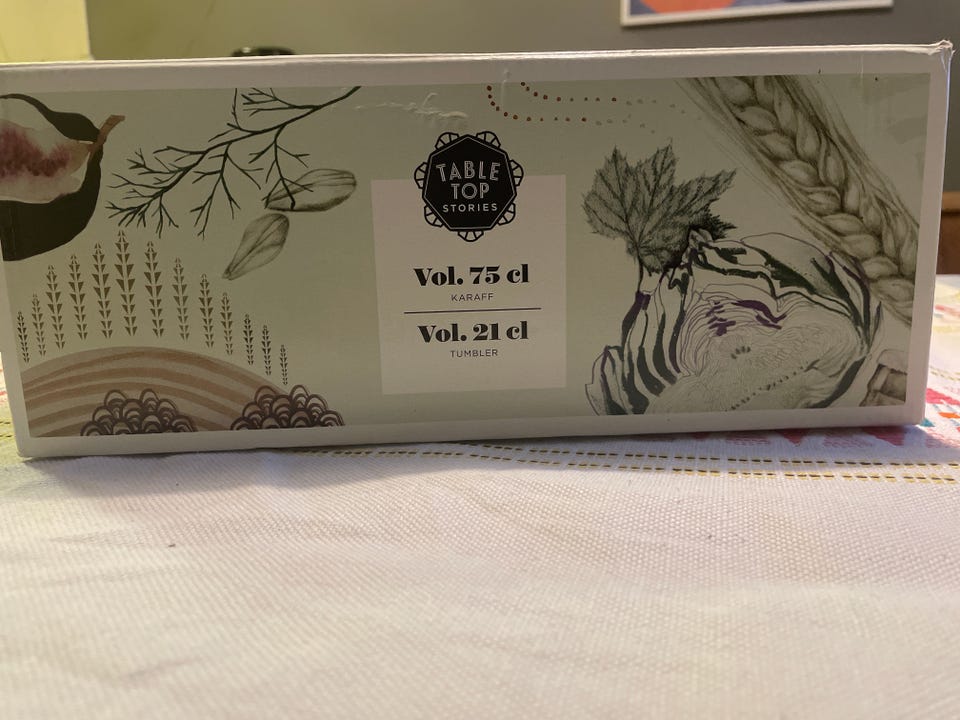 TABLE
TOP
STORIES
Vol. 75 cl
KARAFF
Vol. 21 cl
TUMBLER